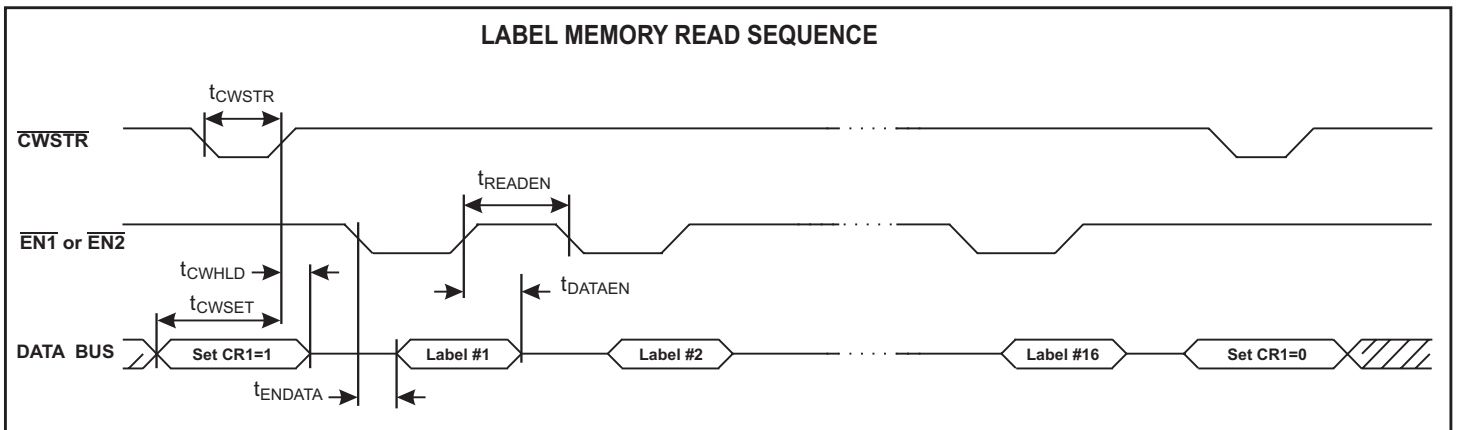 LABEL MEMORY READ SEQUENCE
tCWSTR
CWSTR
tREADEN
EN1 or EN2
tCWHLD
tDATAEN
tCWSET
DATA BUS
Set CR1=1
Label #1
Label #2
Label #16
Set CR1=0
tENDATA